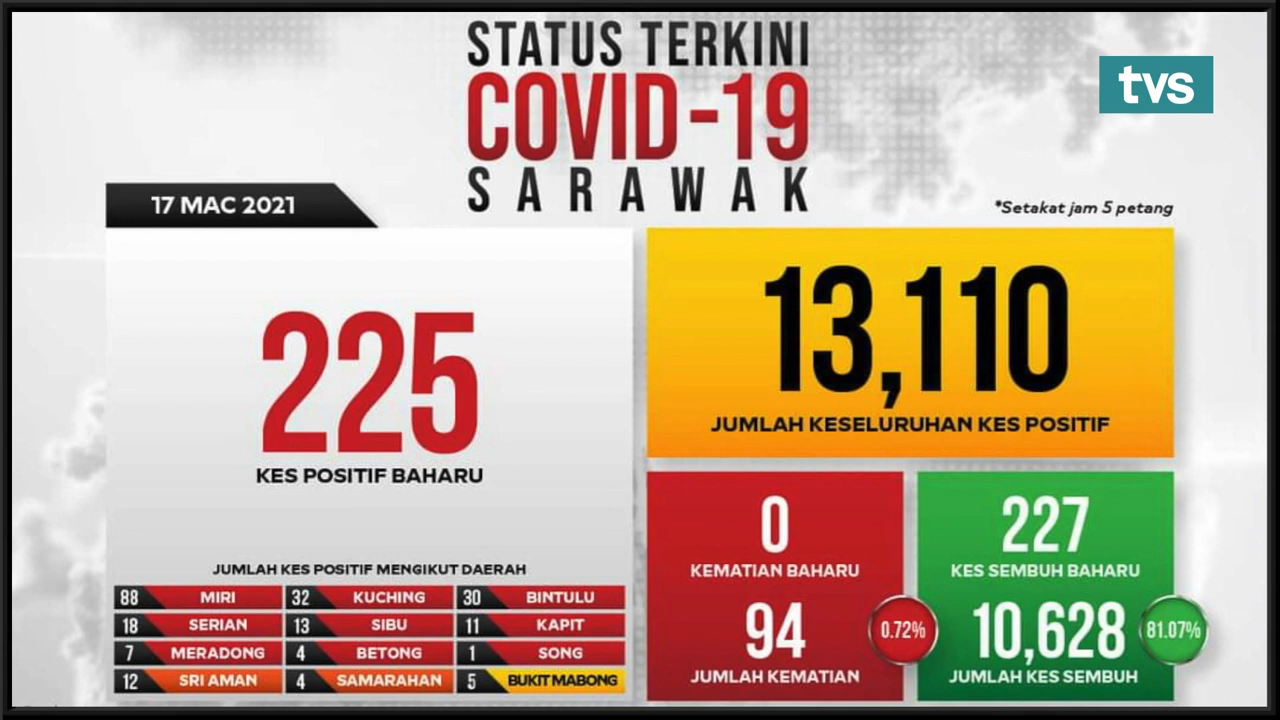 STATUS TERKINI
COVID-19
SARAWAK
tvs
17 MAC 2021
*Setakat jam 5 petang
225
KES POSITIF BAHARU
JUMLAH KES POSITIF MENGIKUT DAERAH
88 MIRI 32 KUCHING 30 BINTULU
18 SERIAN 13 SIBU 11 KAPIT
7 MERADONG 4 BETONG 1 SONG
12 SRI AMAN 4 SAMARAHAN 5 BUKIT MABONG
13,110
JUMLAH KESELURUHAN KES POSITIF
0
KEMATIAN BAHARU
94 0.72%
JUMLAH KEMATIAN
227
KES SEMBUH BAHARU
10,628 81.07%
JUMLAH KES SEMBUH